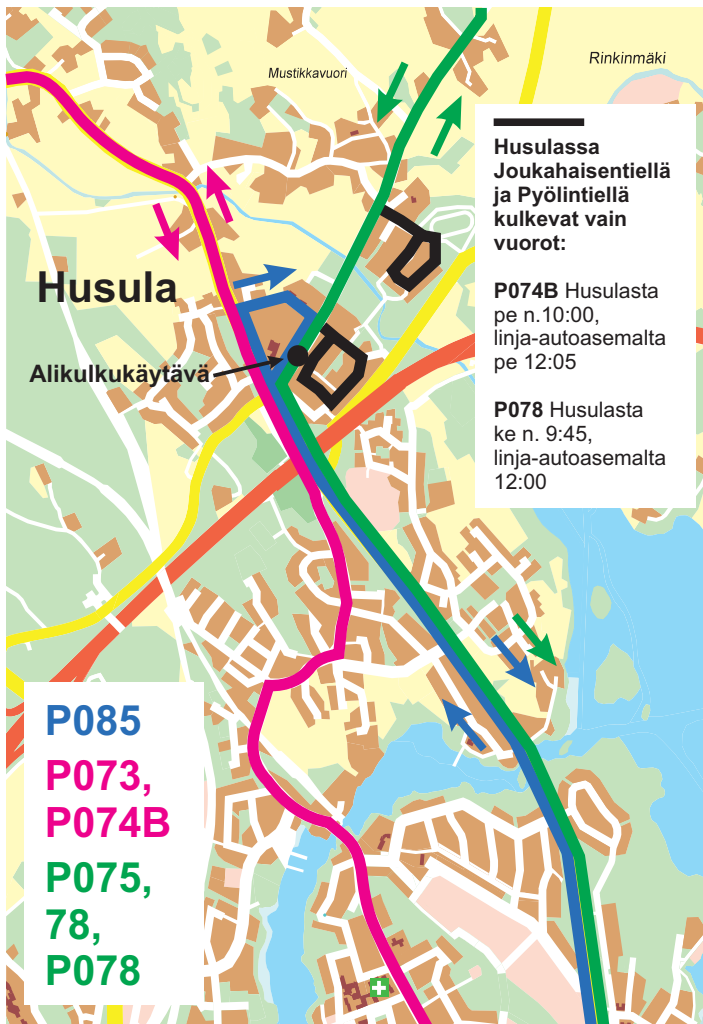 Mustikkavuori
Rinkinmäki
Husulassa
Joukahaisentiellä
ja Pyölintiellä
kulkevat vain
vuorot:
P074B Husulasta
pe n.10:00,
linja-autoasemalta
pe 12:05
P078 Husulasta
ke n. 9:45,
linja-autoasemalta
12:00
Husula
Alikulkukäytävä
P085
P073,
P074B
P075,
78,
P078